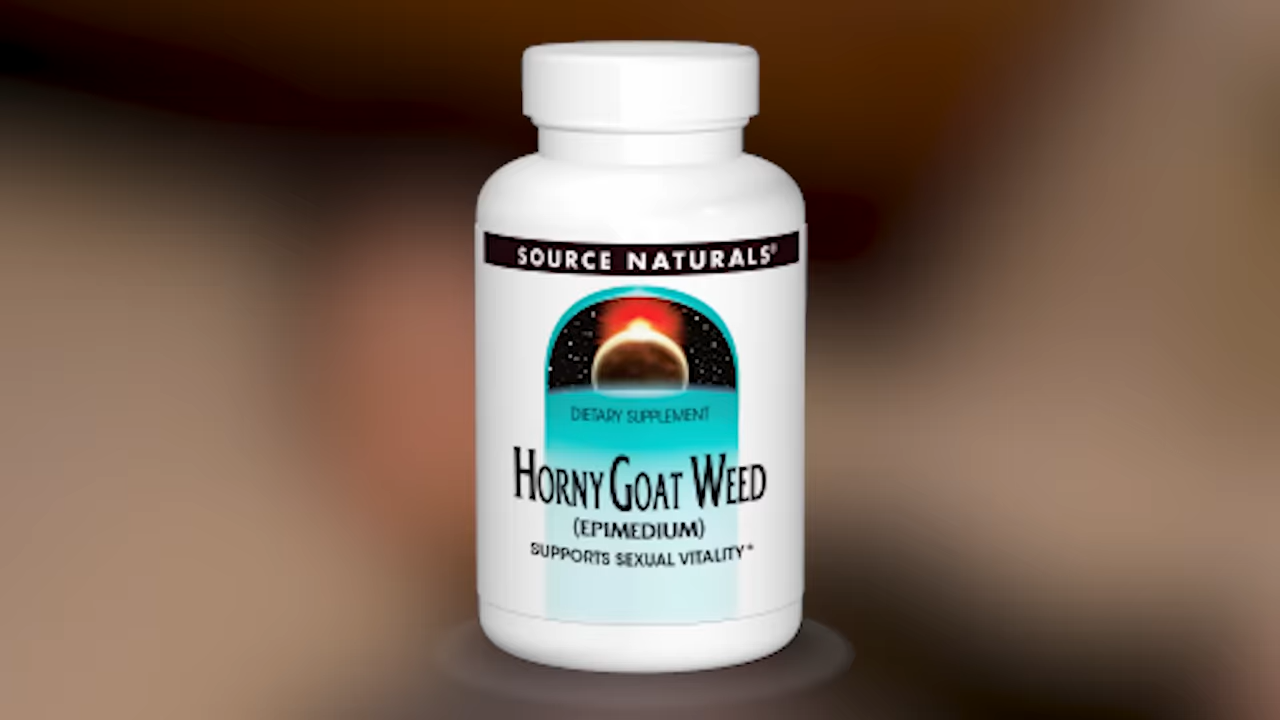 SOURCE NATURALS®
DIETARY SUPPLEMENT
HORNY GOAT WEED
(EPIMEDIUM)
SUPPORTS SEXUAL VITALITY*